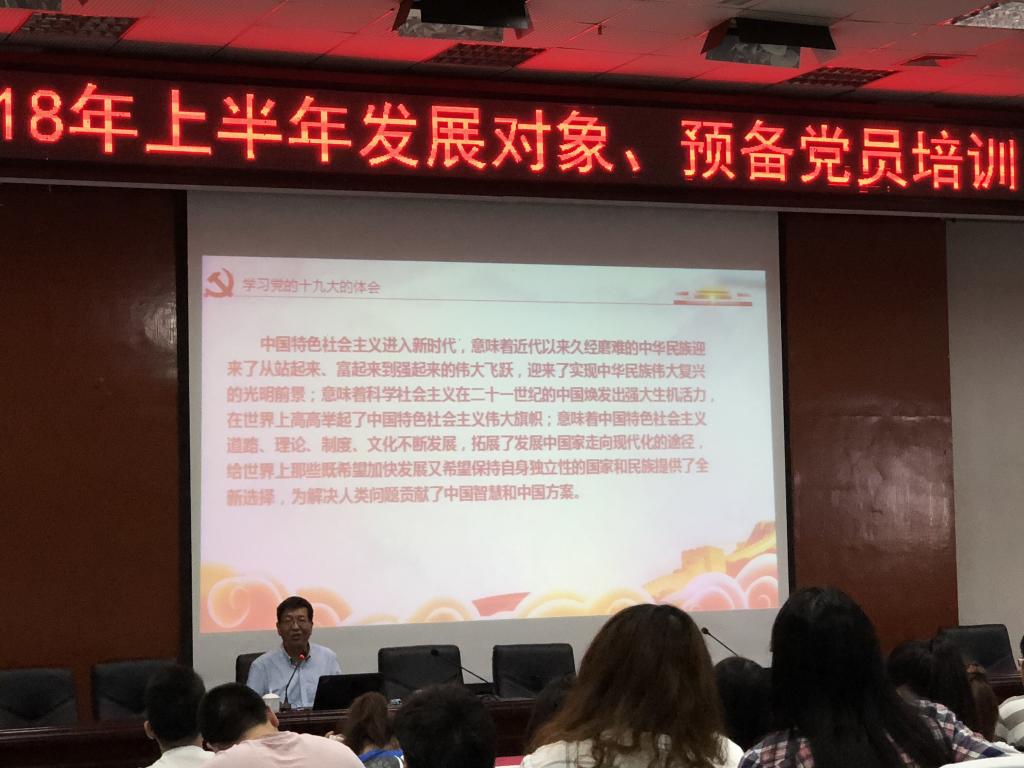 18年上半年发展对象、预备党员培训
学习党的十九大的体会
中国特色社会主义进入新时代，意味着近代以来久经磨难的中华民族迎
来了从站起来、富起来到强起来的伟大飞跃，迎来了实现中华民族伟大复兴
的光明前景；意味着科学社会主义在二十一世纪的中国焕发出强大生机活力，
在世界上高高举起了中国特色社会主义伟大旗帜；意味着中国特色社会主义
道路、理论、制度、文化不断发展，拓展了发展中国家走向现代化的途径，
给世界上那些既希望加快发展又希望保持自身独立性的国家和民族提供了全
新选择，为解决人类问题贡献了中国智慧和中国方案。